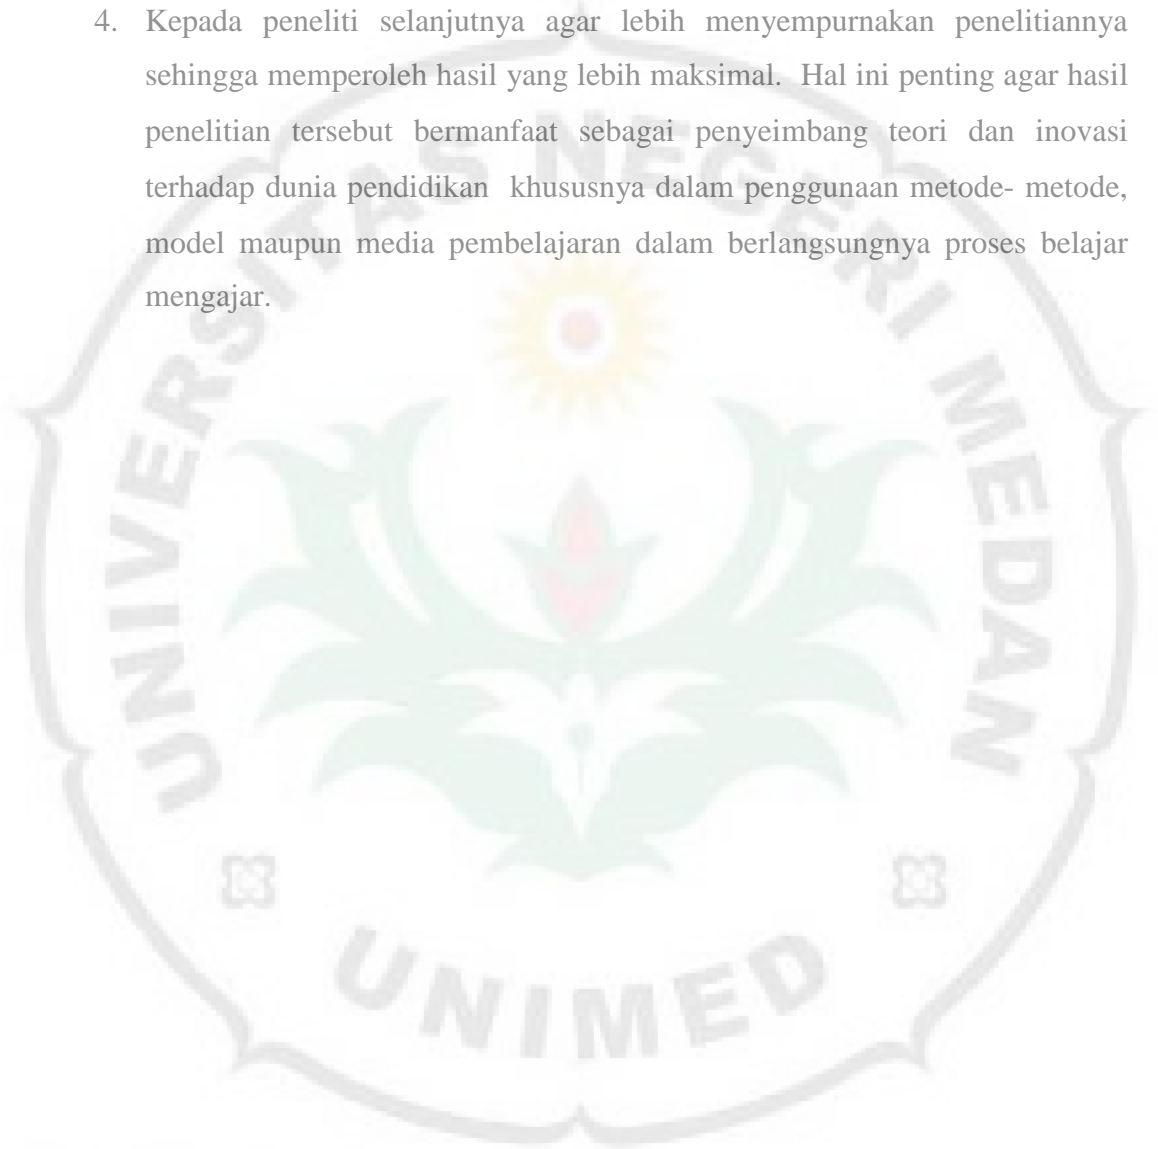 4. Kepada peneliti selanjutnya agar lebih menyempurnakan penelitiannya
sehingga memperoleh hasil yang lebih maksimal. Hal ini penting agar hasil
penelitian tersebut bermanfaat sebagai penyeimbang teori dan inovasi
terhadap dunia pendidikan khususnya dalam penggunaan metode- metode,
model maupun media pembelajaran dalam berlangsungnya proses belajar
mengajar.
UNIVERSITAS NEGERI MEDAN
UNIMED